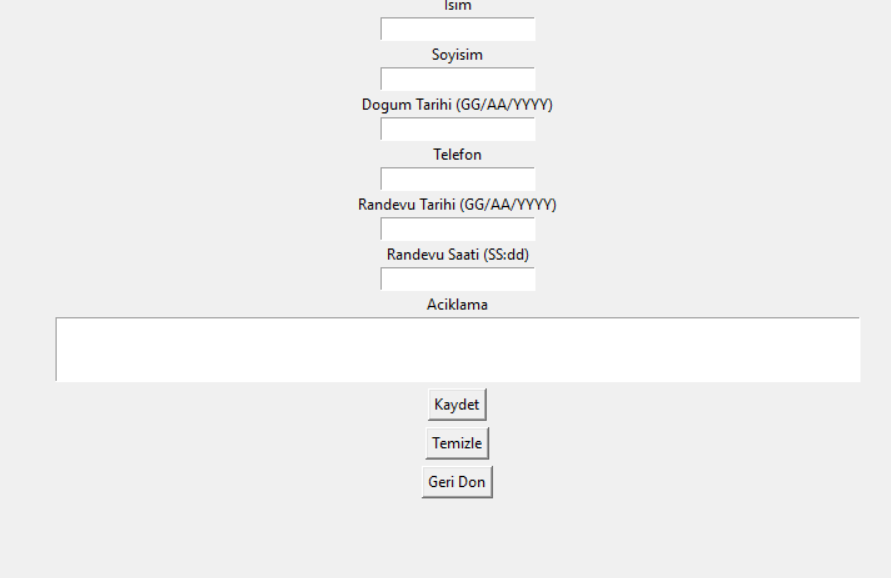 Isim
Soyisim
Dogum Tarihi (GG/AA/YYYY)
Telefon
Randevu Tarihi (GG/AA/YYYY)
Randevu Saati (SS:dd)
Aciklama
Kaydet
Temizle
Geri Don